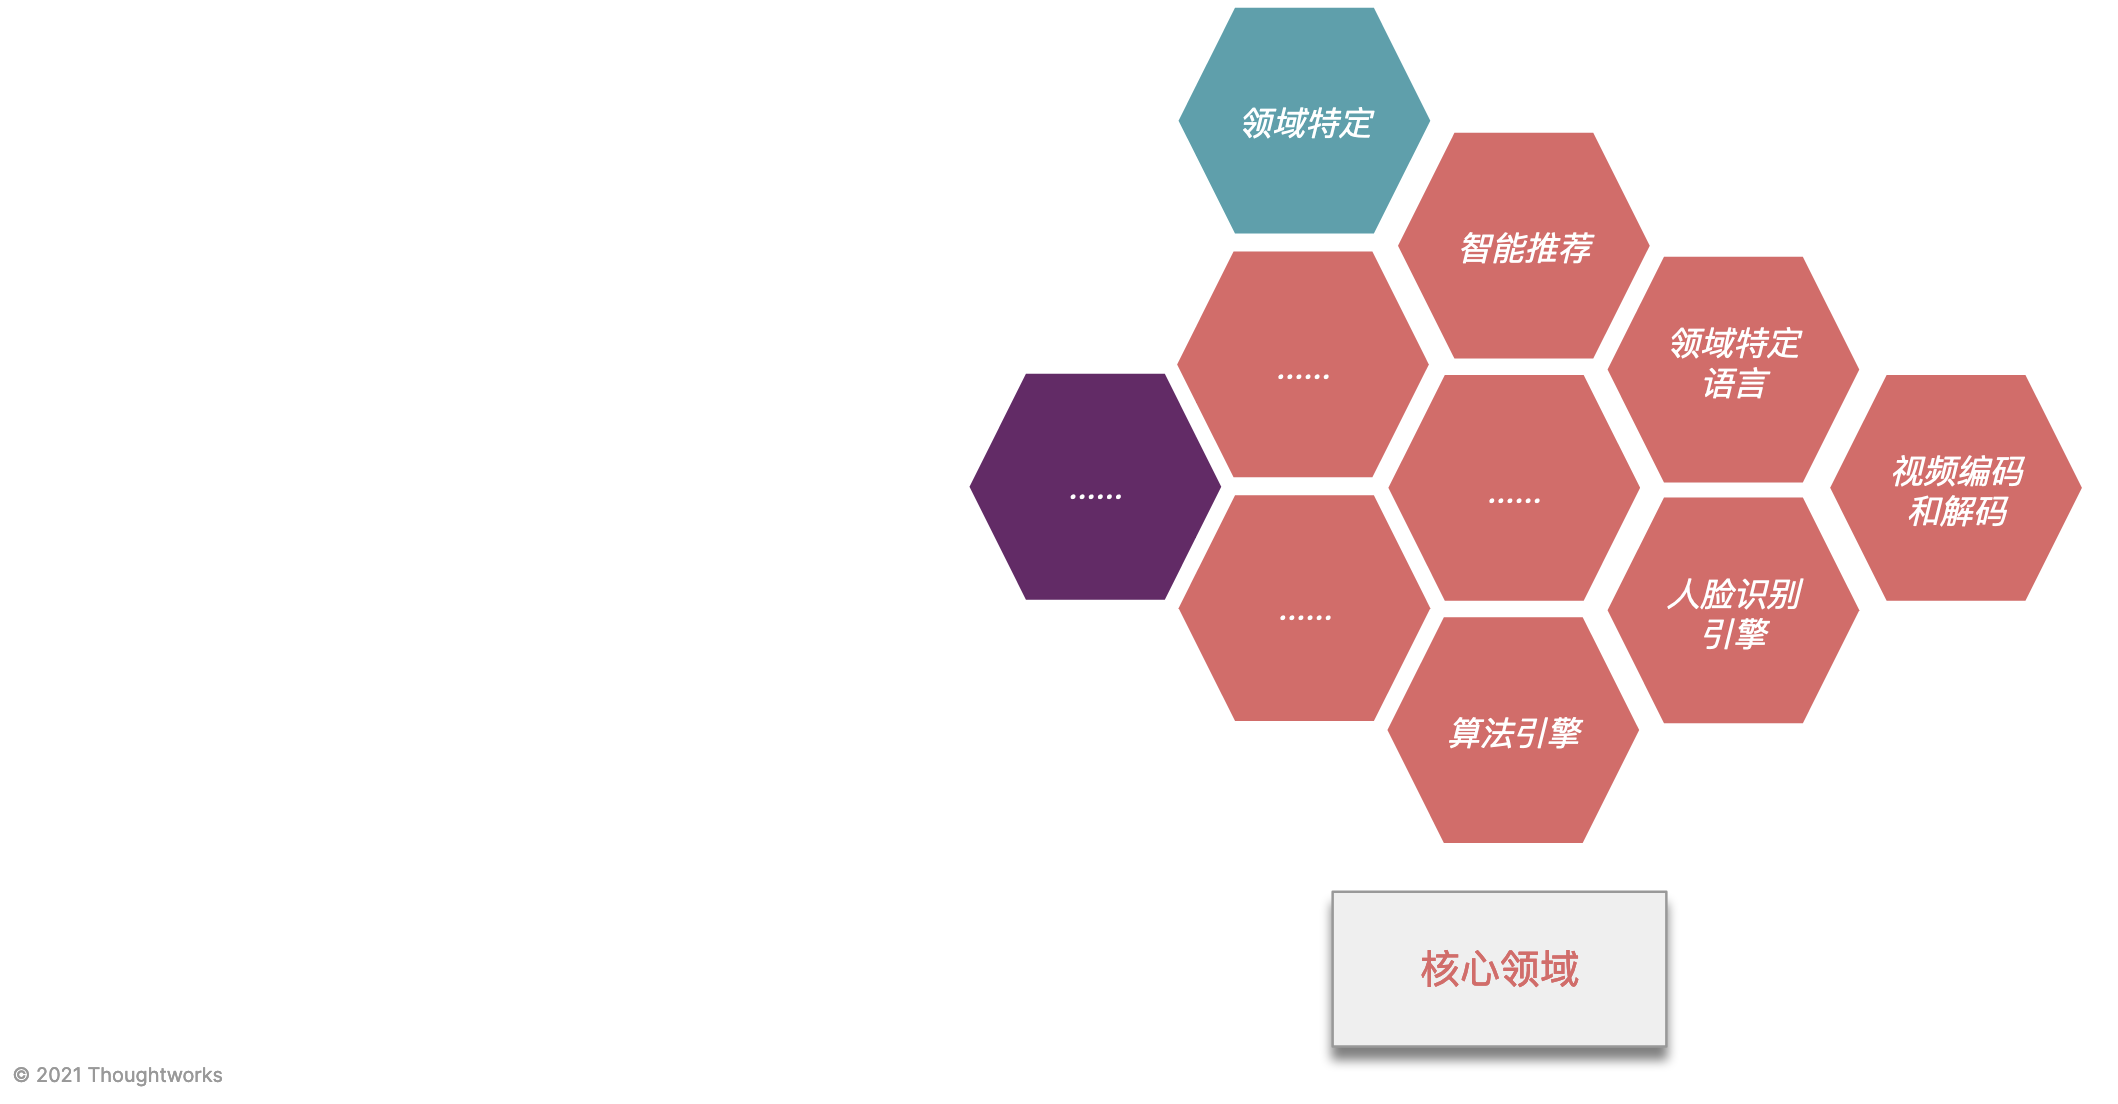 领域特定
智能推荐
领域特定
语言
……
视频编码
和解码
……
……
人脸识别
引擎
……
算法引擎
核心领域
© 2021 Thoughtworks